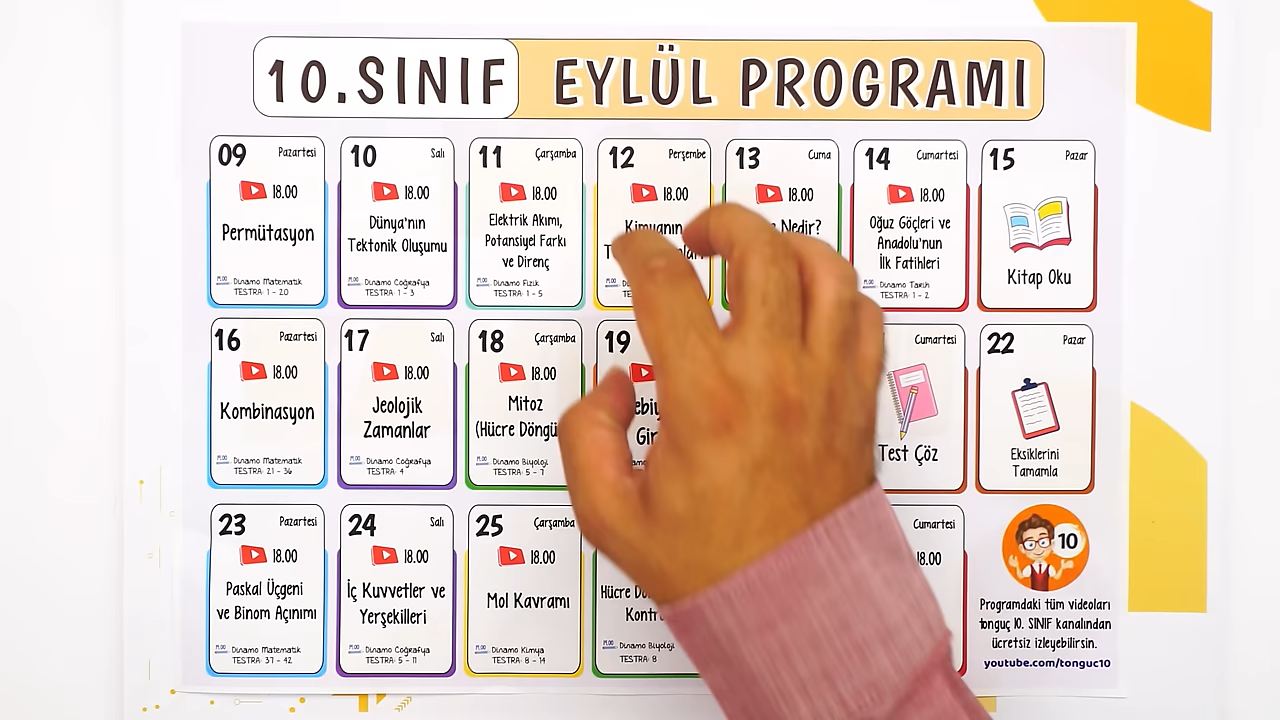 10.SINIF EYLÜL PROGRAMI
09 Pazartesi
18.00
Permütasyon
Dinamo Matematik
TESTRA: 1 - 20
10 Salı
18.00
Dünya'nın
Tektonik Oluşumu
Dinamo Coğrafya
TESTRA: 1 - 3
11 Çarşamba
18.00
Elektrik Akımı,
Potansiyel Farkı
ve Direnç
Dinamo Fizik
TESTRA: 1 - 5
12 Perşembe
18.00
Kimyanın
13 Cuma
18.00
Nedir?
14 Cumartesi
18.00
Oğuz Göçleri ve
Anadolu'nun
İlk Fatihleri
Dinamo Tarih
TESTRA: 1 - 2
15 Pazar
Kitap Oku
16 Pazartesi
18.00
Kombinasyon
Dinamo Matematik
TESTRA: 21 - 36
17 Salı
18.00
Jeolojik
Zamanlar
Dinamo Coğrafya
TESTRA: 4
18 Çarşamba
18.00
Mitoz
(Hücre
Dinamo Biyoloji
TESTRA: 5 - 7
19
Cumartesi
Test Çöz
22 Pazar
Eksiklerini
Tamamla
23 Pazartesi
18.00
Paskal Üçgeni
ve Binom Açınımı
Dinamo Matematik
TESTRA: 37 - 42
24 Salı
18.00
İç Kuvvetler ve
Yerşekilleri
Dinamo Coğrafya
TESTRA: 5 - 11
25 Çarşamba
18.00
Mol Kavramı
Dinamo Kimya
TESTRA: 8 - 14
Hücre
Dinamo Biyoloji
TESTRA: 8
Cumartesi
18.00
10
Programdaki tüm videoları
tonguç 10. SINIF kanalından
ücretsiz izleyebilirsin.
youtube.com/tonguc10